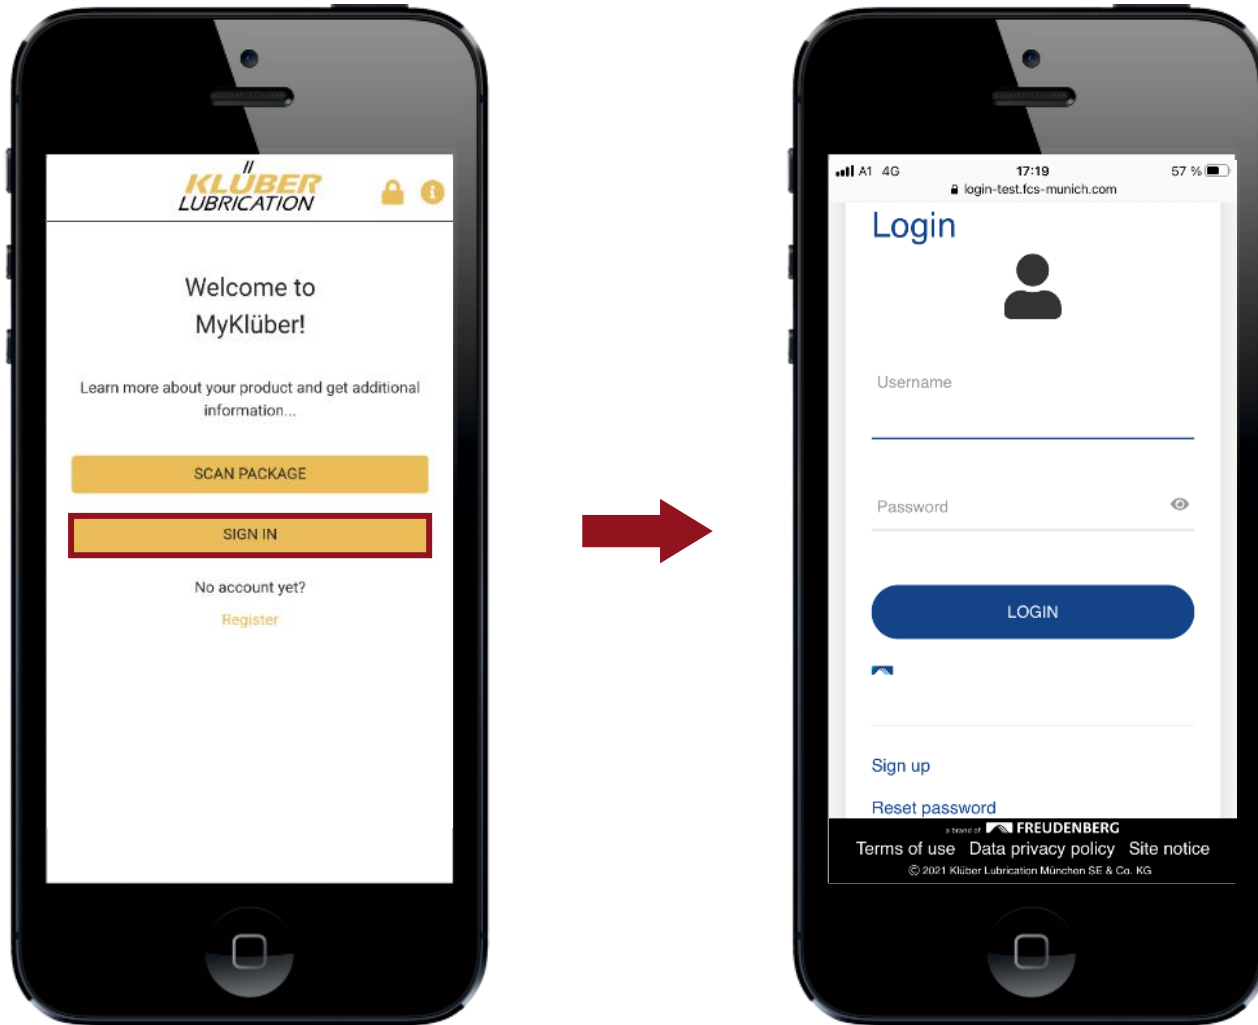 KLÜBER
LUBRICATION
Welcome to
MyKlüber!
Learn more about your product and get additional
information...
SCAN PACKAGE
SIGN IN
No account yet?
Register
A1 4G 17:19 57 %
login-test.fcs-munich.com
Login
Username
Password
LOGIN
Sign up
Reset password
a brand of FREUDENBERG
Terms of use Data privacy policy Site notice
© 2021 Klüber Lubrication München SE & Co. KG